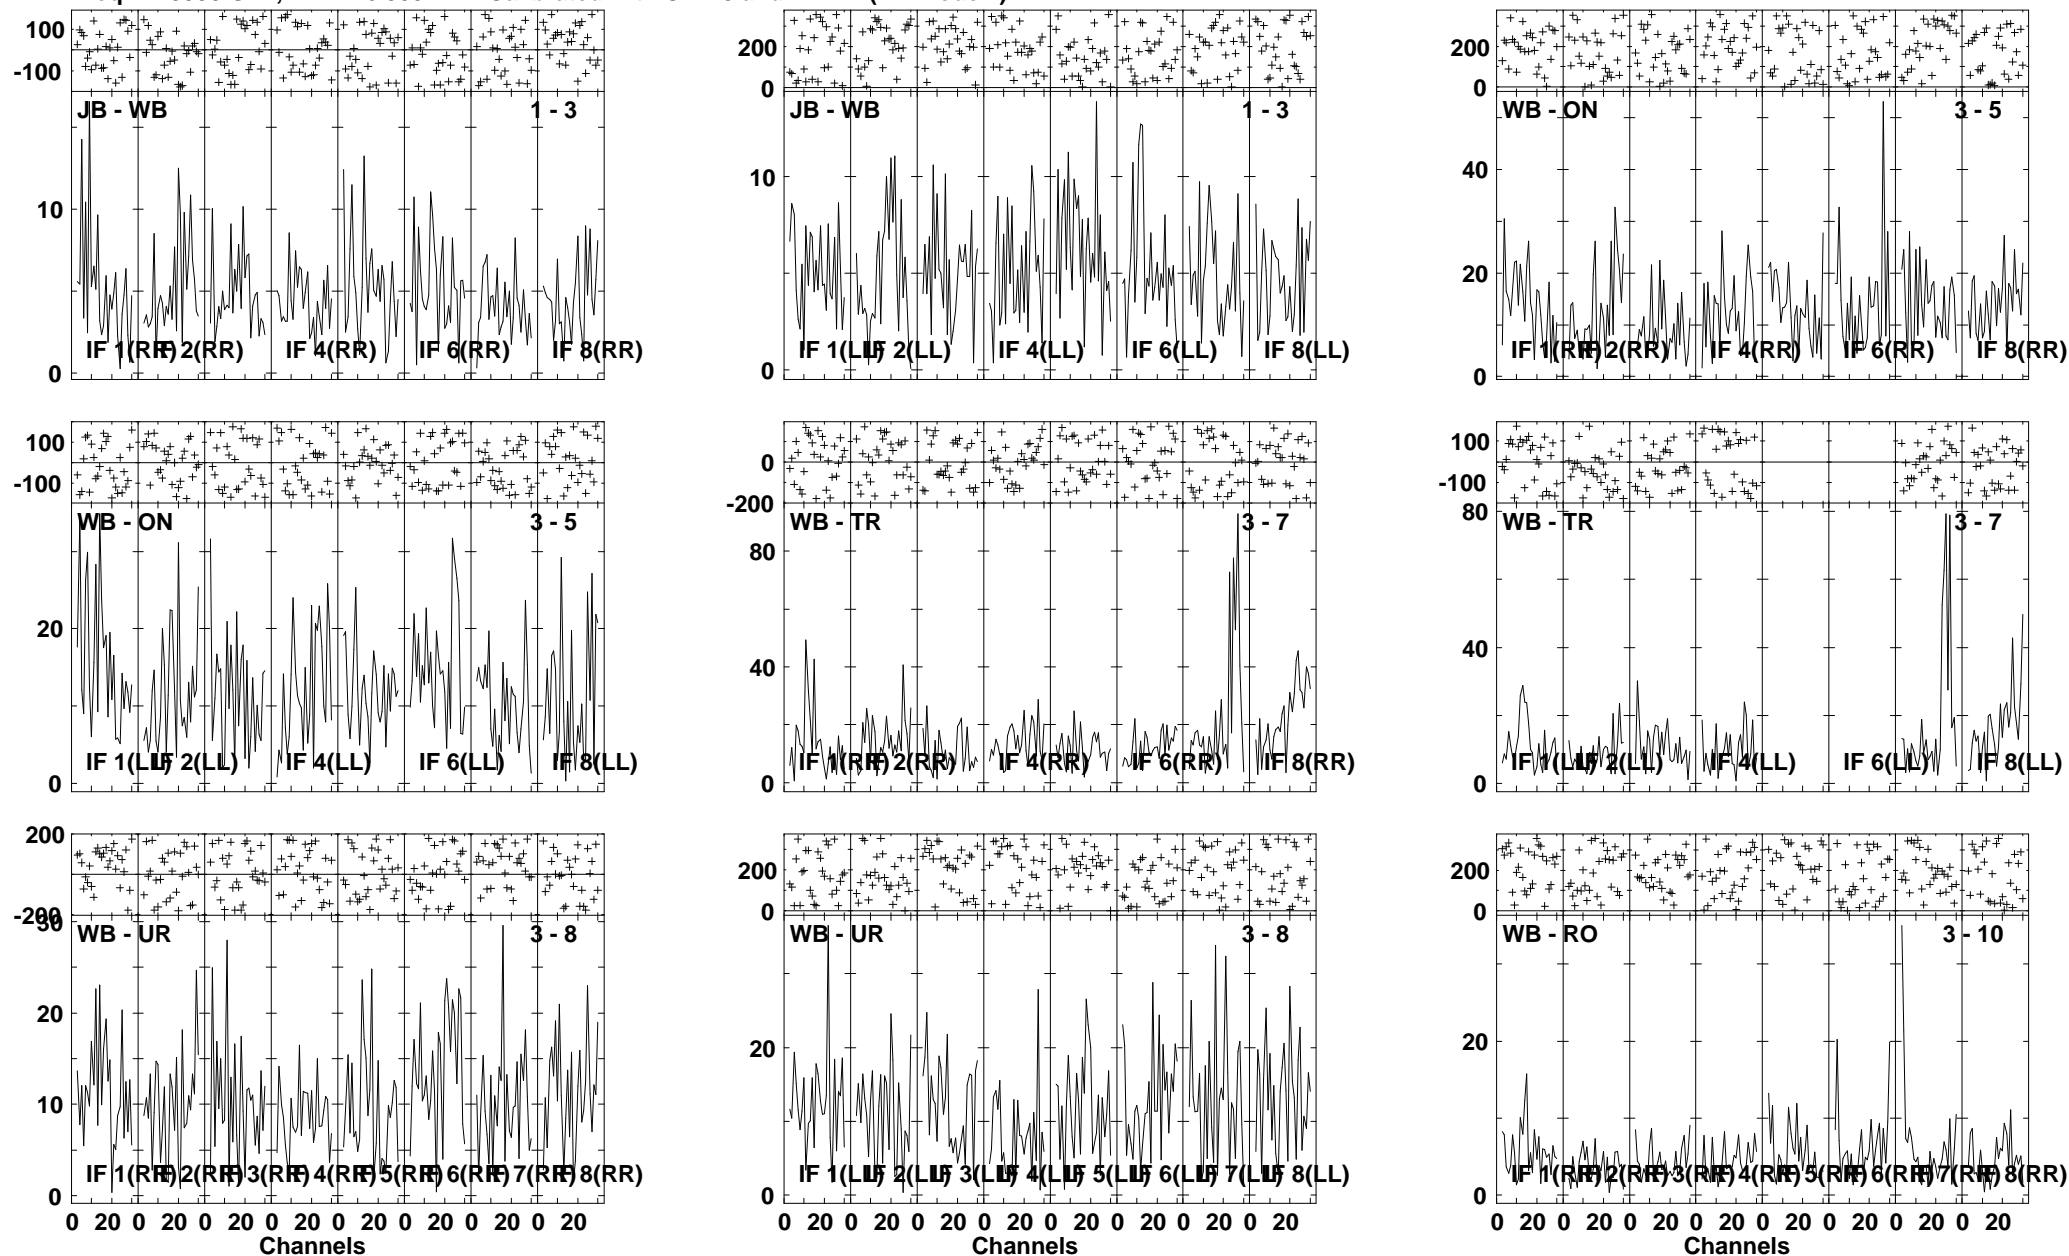 100
-100
JB - WB 1 - 3
10
IF 1(RR) IF 2(RR) IF 4(RR) IF 6(RR) IF 8(RR)
0
200
0
JB - WB 1 - 3
10
IF 1(LL) IF 2(LL) IF 4(LL) IF 6(LL) IF 8(LL)
0
200
0
WB - ON 3 - 5
40
20
IF 1(RR) IF 2(RR) IF 4(RR) IF 6(RR) IF 8(RR)
0
100
-100
WB - ON 3 - 5
20
IF 1(LL) IF 2(LL) IF 4(LL) IF 6(LL) IF 8(LL)
0
100
0
-200
WB - TR 3 - 7
80
40
IF 1(RR) IF 2(RR) IF 4(RR) IF 6(RR) IF 8(RR)
0
100
-100
80
WB - TR 3 - 7
40
IF 1(LL) IF 2(LL) IF 4(LL) IF 6(LL) IF 8(LL)
0
200
-200
30
WB - UR 3 - 8
20
10
IF 1(RR) IF 2(RR) IF 3(RR) IF 4(RR) IF 5(RR) IF 6(RR) IF 7(RR) IF 8(RR)
0
0 20 0 20 0 20 0 20 0 20 0 20 0 20 0 20
Channels
200
0
WB - UR 3 - 8
20
IF 1(LL) IF 2(LL) IF 3(LL) IF 4(LL) IF 5(LL) IF 6(LL) IF 7(LL) IF 8(LL)
0
0 20 0 20 0 20 0 20 0 20 0 20 0 20 0 20
Channels
200
0
WB - RO 3 - 10
20
IF 1(RR) IF 2(RR) IF 3(RR) IF 4(RR) IF 5(RR) IF 6(RR) IF 7(RR) IF 8(RR)
0
0 20 0 20 0 20 0 20 0 20 0 20 0 20 0 20
Channels